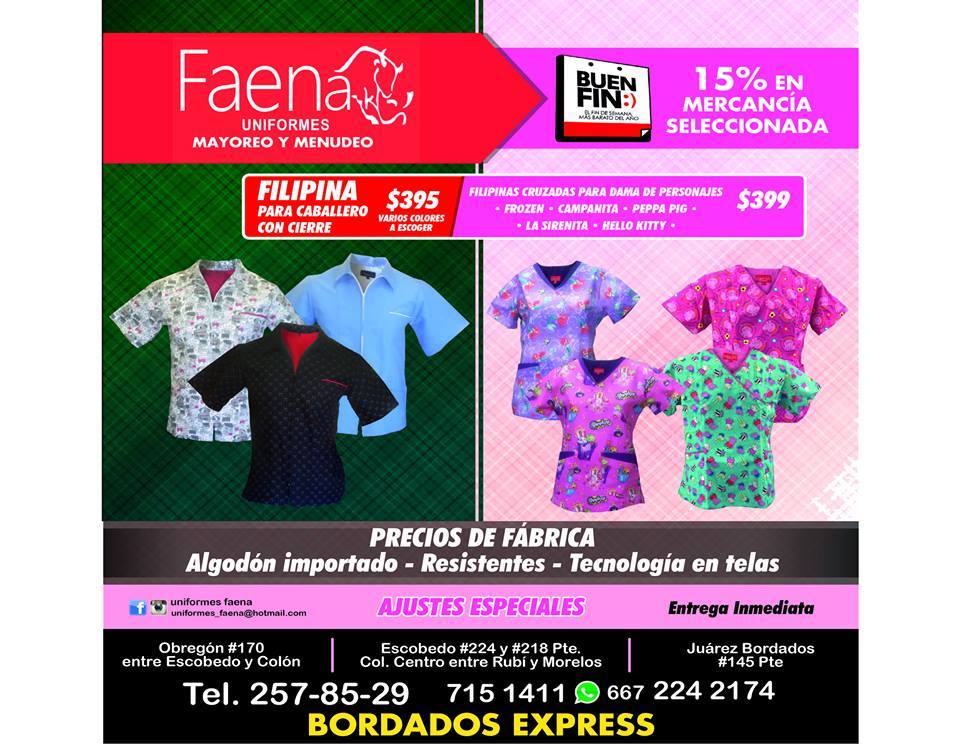 Faena
UNIFORMES
MAYOREO Y MENUDEO
BUEN
FIN:)
EL FIN DE SEMANA,
MÁS BARATO DEL AÑO
15% EN
MERCANCÍA
SELECCIONADA
FILIPINA
PARA CABALLERO
CON CIERRE
$395
VARIOS COLORES
A ESCOGER
FILIPINAS CRUZADAS PARA DAMA DE PERSONAJES
• FROZEN • CAMPANITA • PEPPA PIG •
• LA SIRENITA • HELLO KITTY •
$399
PRECIOS DE FÁBRICA
Algodón importado - Resistentes - Tecnología en telas
uniformes faena
uniformes_faena@hotmail.com
AJUSTES ESPECIALES
Entrega Inmediata
Obregón #170
entre Escobedo y Colón
Escobedo #224 y #218 Pte.
Col. Centro entre Rubí y Morelos
Juárez Bordados
#145 Pte
Tel. 257-85-29 715 1411 667 224 2174
BORDADOS EXPRESS